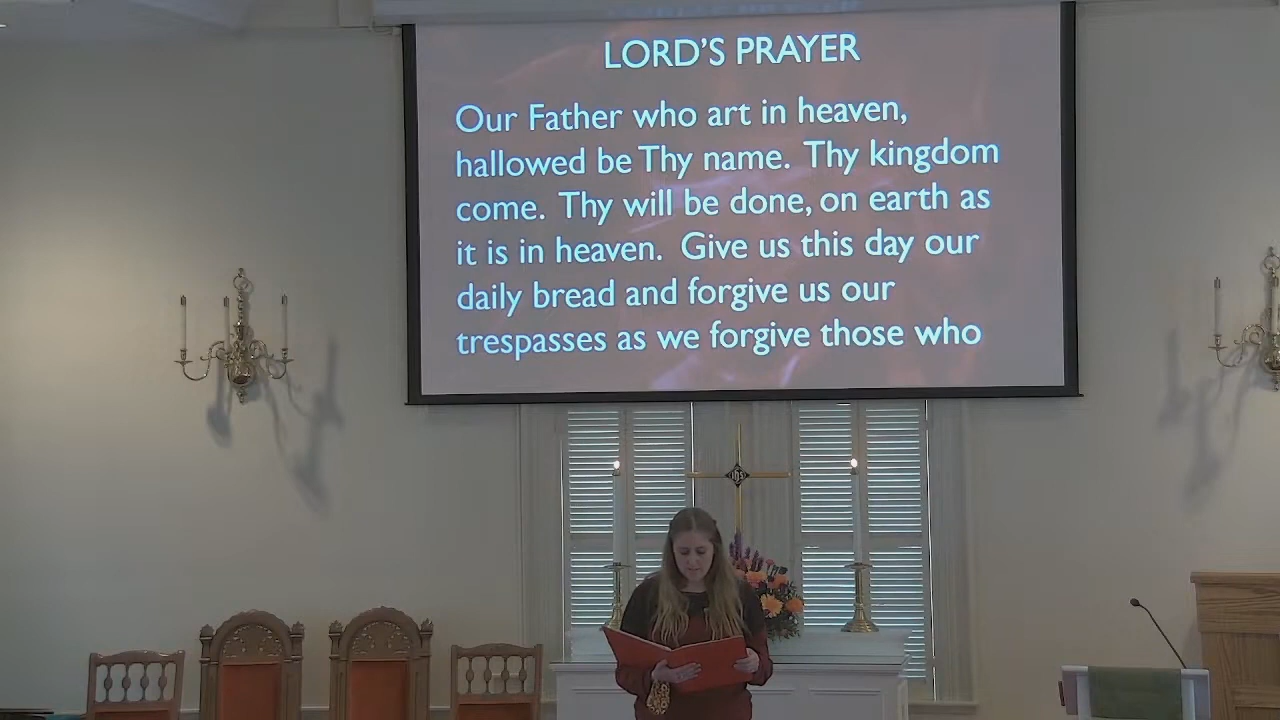 LORD'S PRAYER
Our Father who art in heaven,
hallowed be Thy name. Thy kingdom
come. Thy will be done, on earth as
it is in heaven. Give us this day our
daily bread and forgive us our
trespasses as we forgive those who
IHS